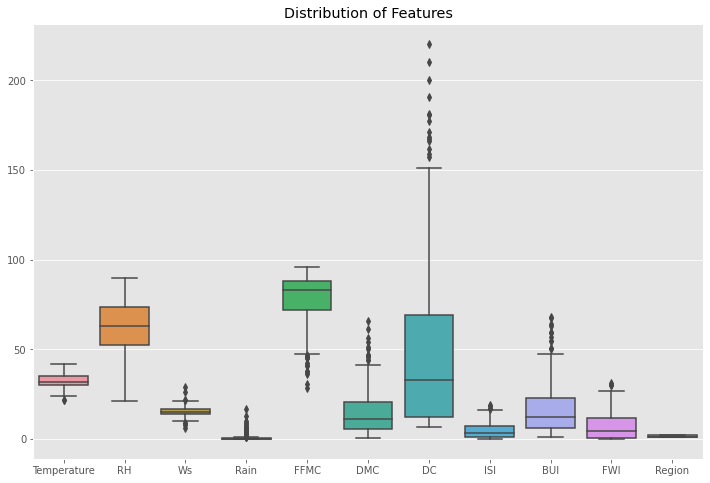 Distribution of Features
200
150
100
50
0
Temperature RH Ws Rain FFMC DMC DC ISI BUI FWI Region